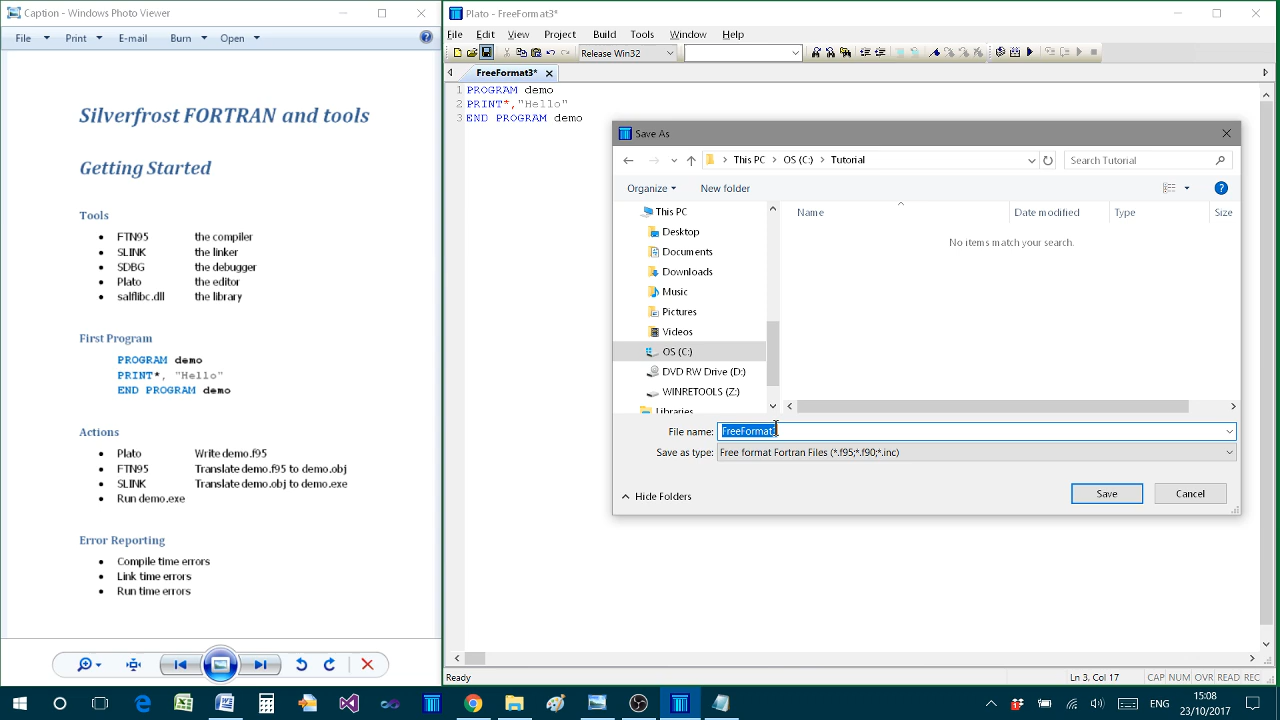 Caption - Windows Photo Viewer
File Print E-mail Burn Open
Silverfrost FORTRAN and tools
Getting Started
Tools
• FTN95 the compiler
• SLINK the linker
• SDBG the debugger
• Plato the editor
• salflibc.dll the library
First Program
PROGRAM demo
PRINT*, "Hello"
END PROGRAM demo
Actions
• Plato Write demo.f95
• FTN95 Translate demo.f95 to demo.obj
• SLINK Translate demo.obj to demo.exe
• Run demo.exe
Error Reporting
• Compile time errors
• Link time errors
• Run time errors
Plato - FreeFormat3*
File Edit View Project Build Tools Window Help
Release Win32
FreeFormat3*
1 PROGRAM demo
2 PRINT*,"Hello"
3 END PROGRAM demo
Save As
This PC > OS (C:) > Tutorial
Search Tutorial
Organize New folder
Name Date modified Type Size
No items match your search.
This PC
Desktop
Documents
Downloads
Music
Pictures
Videos
OS (C:)
DVD RW Drive (D:)
WINRETOOLS (Z:)
Libraries
File name: FreeFormat3
Save as type: Free format Fortran Files (*.f95;*.f90;*.inc)
Hide Folders
Save Cancel
Ready
Ln 3, Col 17 CAP NUM OVR READ REC
ENG
15:08
23/10/2017